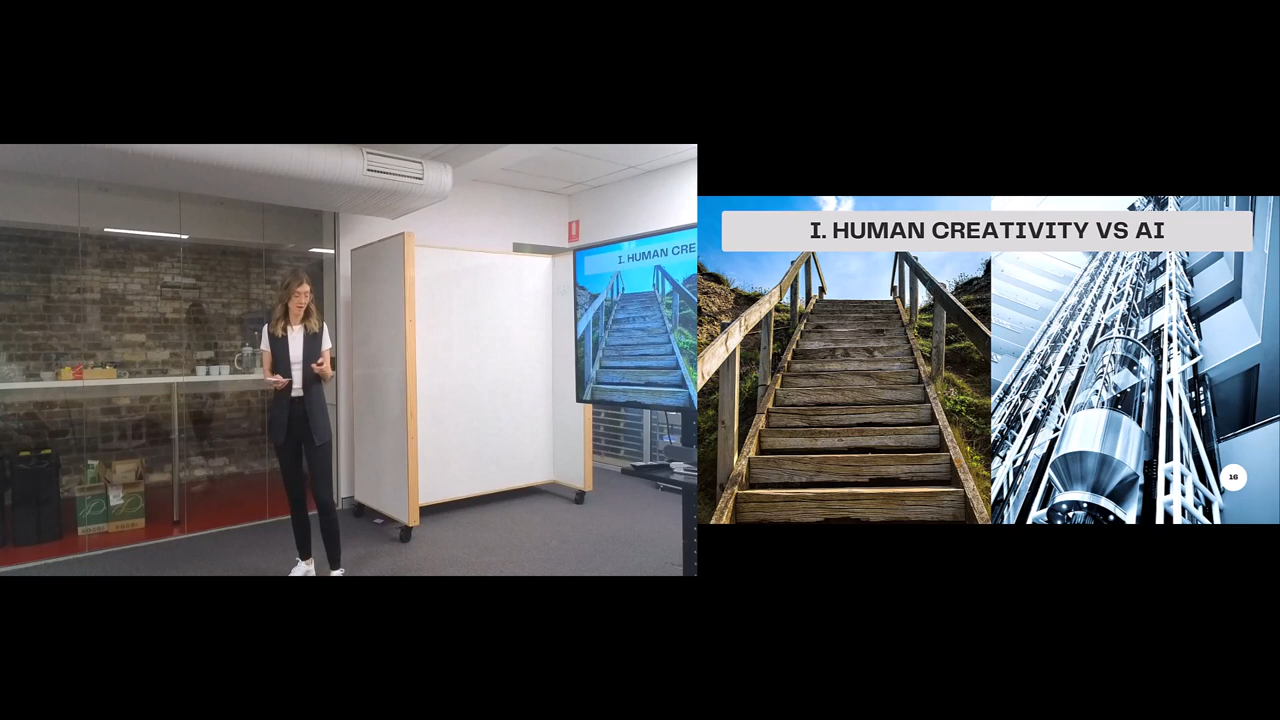 I. HUMAN CRE
I. HUMAN CREATIVITY VS AI
16